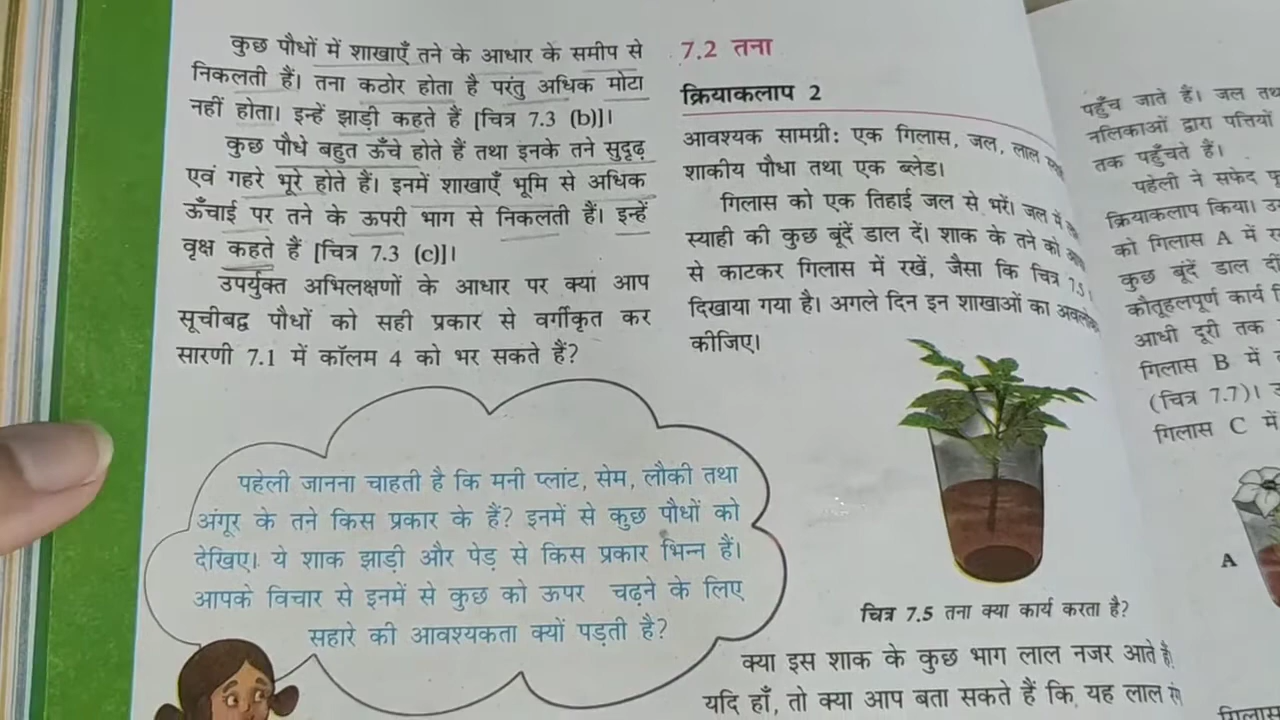 कुछ पौधों में शाखाएँ तने के आधार के समीप से
निकलती हैं। तना कठोर होता है परंतु अधिक मोटा
नहीं होता। इन्हें झाड़ी कहते हैं [चित्र 7.3 (b)]।
कुछ पौधे बहुत ऊँचे होते हैं तथा इनके तने सुदृढ़
एवं गहरे भूरे होते हैं। इनमें शाखाएँ भूमि से अधिक
ऊँचाई पर तने के ऊपरी भाग से निकलती हैं। इन्हें
वृक्ष कहते हैं [चित्र 7.3 (c)]।
उपर्युक्त अभिलक्षणों के आधार पर क्या आप
सूचीबद्व पौधों को सही प्रकार से वर्गीकृत कर
सारणी 7.1 में कॉलम 4 को भर सकते हैं?
पहेली जानना चाहती है कि मनी प्लांट, सेम, लौकी तथा
अंगूर के तने किस प्रकार के हैं? इनमें से कुछ पौधों को
देखिए। ये शाक झाड़ी और पेड़ से किस प्रकार भिन्न हैं।
आपके विचार से इनमें से कुछ को ऊपर चढ़ने के लिए
सहारे की आवश्यकता क्यों पड़ती है?
7.2 तना
क्रियाकलाप 2
आवश्यक सामग्री: एक गिलास, जल, लाल
शाकीय पौधा तथा एक ब्लेड।
गिलास को एक तिहाई जल से भरें। जल में
स्याही की कुछ बूंदें डाल दें। शाक के तने को
से काटकर गिलास में रखें, जैसा कि चित्र 7.5
दिखाया गया है। अगले दिन इन शाखाओं का
कीजिए।
चित्र 7.5 तना क्या कार्य करता है?
क्या इस शाक के कुछ भाग लाल नजर आते हैं।
यदि हाँ, तो क्या आप बता सकते हैं कि यह लाल
पहुँच जाते हैं। जल
नलिकाओं द्वारा पत्तियों
तक पहुँचते हैं।
पहेली ने सफेद
क्रियाकलाप किया।
को गिलास A में
कुछ बूंदें डाल
कौतूहलपूर्ण कार्य
आधी दूरी तक
गिलास B में
(चित्र 7.7)।
गिलास C में
A